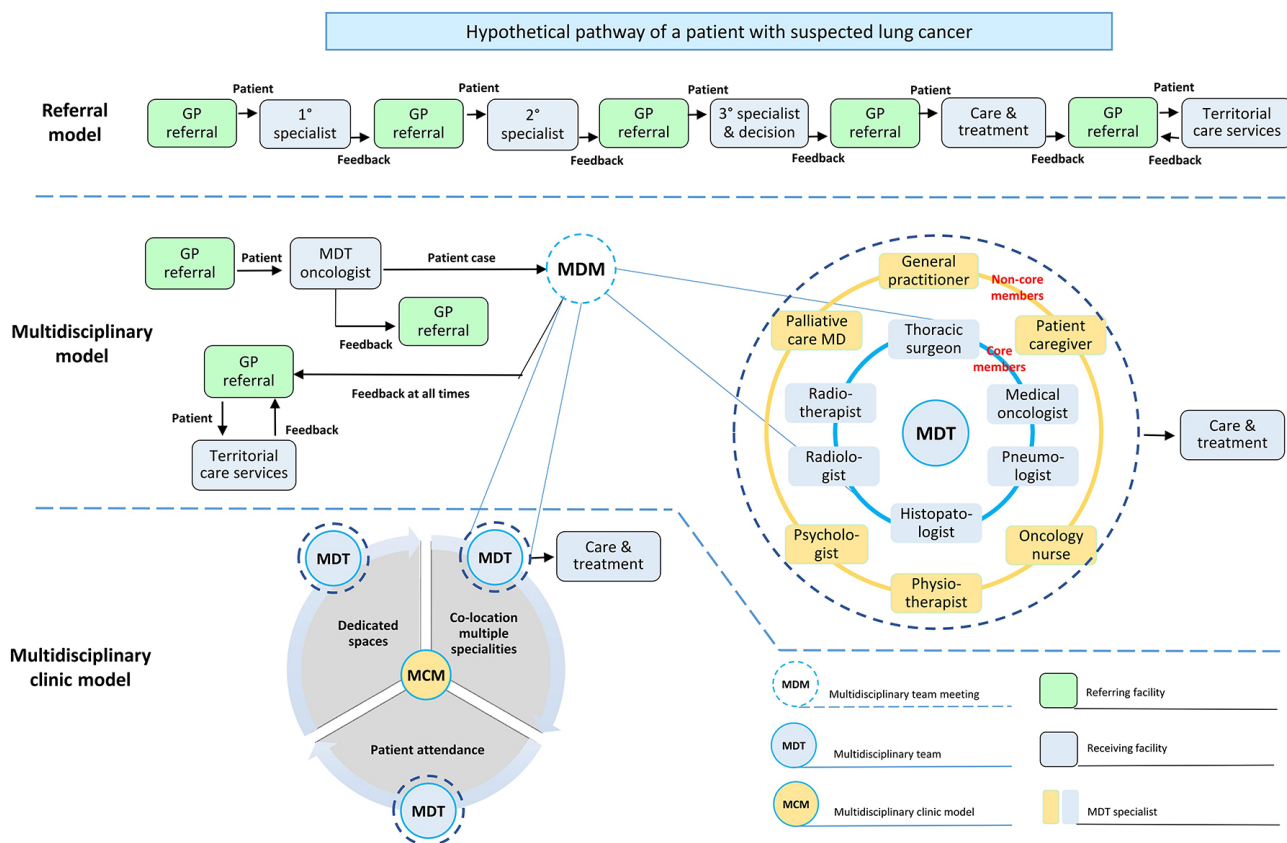 Hypothetical pathway of a patient with suspected lung cancer
Referral
model
GP
referral
Patient
1°
specialist
Feedback
GP
referral
Patient
2°
specialist
Feedback
GP
referral
Patient
3° specialist
& decision
Feedback
GP
referral
Patient
Care &
treatment
Feedback
GP
referral
Patient
Territorial
care services
Feedback
Multidisciplinary
model
GP
referral
Patient
MDT
oncologist
Patient case
MDM
Feedback
GP
referral
GP
referral
Feedback at all times
Patient
Feedback
Territorial
care services
General
practitioner
Non-core
members
Palliative
care MD
Thoracic
surgeon
Patient
caregiver
Core
members
Radio-
therapist
Medical
oncologist
MDT
Radiolo-
gist
Pneumo-
logist
Histopato-
logist
Psycholo-
gist
Oncology
nurse
Physio-
therapist
Care &
treatment
Multidisciplinary
clinic model
MDT
MDT
Care &
treatment
Dedicated
spaces
Co-location
multiple
specialities
MCM
Patient attendance
MDT
MDM
Multidisciplinary team meeting
Referring facility
MDT
Multidisciplinary team
Receiving facility
MCM
Multidisciplinary clinic model
MDT specialist